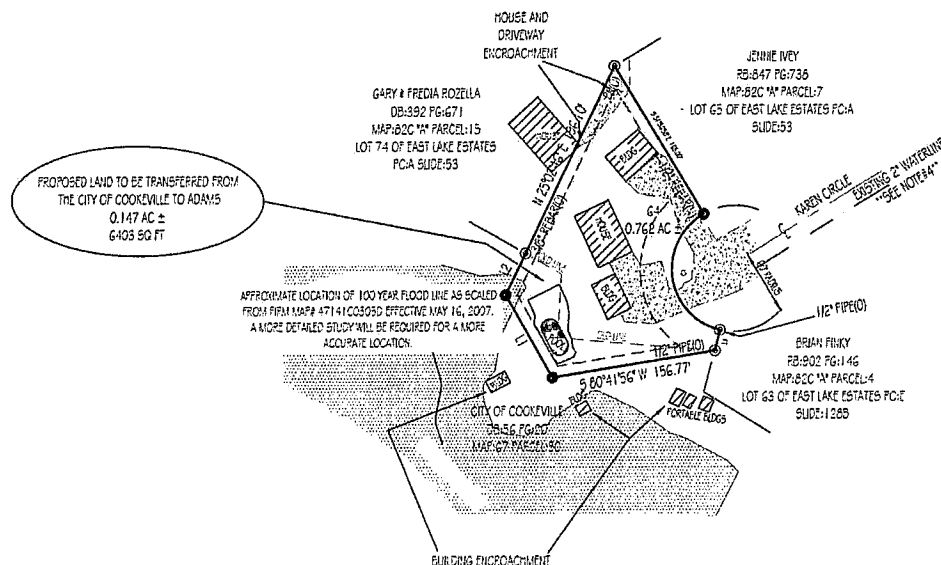 HOUSE AND
DRIVEWAY
ENCROACHMENT
JENNIE IVEY
RB:847 PG:738
MAP:82C "A" PARCEL:7
LOT 65 OF EAST LAKE ESTATES
PC:A
SLIDE:53
GARY & FREDIA ROZELLA
DB:392 PG:671
MAP:82C "A" PARCEL:15
LOT 74 OF EAST LAKE ESTATES
PC:A SLIDE:53
PROPOSED LAND TO BE TRANSFERRED FROM
THE CITY OF COOKEVILLE TO ADAMS
0.147 AC ±
6403 SQ FT
BLDG
64
0.762 AC ±
HOUSE
BLDG
KAREN CIRCLE
EXISTING 2" WATERLINE
"SEE NOTE#4"
APPROXIMATE LOCATION OF 100 YEAR FLOOD LINE AS SCALED
FROM FIRM MAP# 47141C0305D EFFECTIVE MAY 16, 2007.
A MORE DETAILED STUDY WILL BE REQUIRED FOR A MORE
ACCURATE LOCATION.
1/2" PIPE(O)
1/2" PIPE(O)
S 80°41'56" W 156.77'
BRIAN FINKY
RB:902 PG:146
MAP:82C "A" PARCEL:4
LOT 63 OF EAST LAKE ESTATES PC:E
SLIDE:128B
BLDG
PORTABLE BLDGS
CITY OF COOKEVILLE
BUILDING ENCROACHMENT